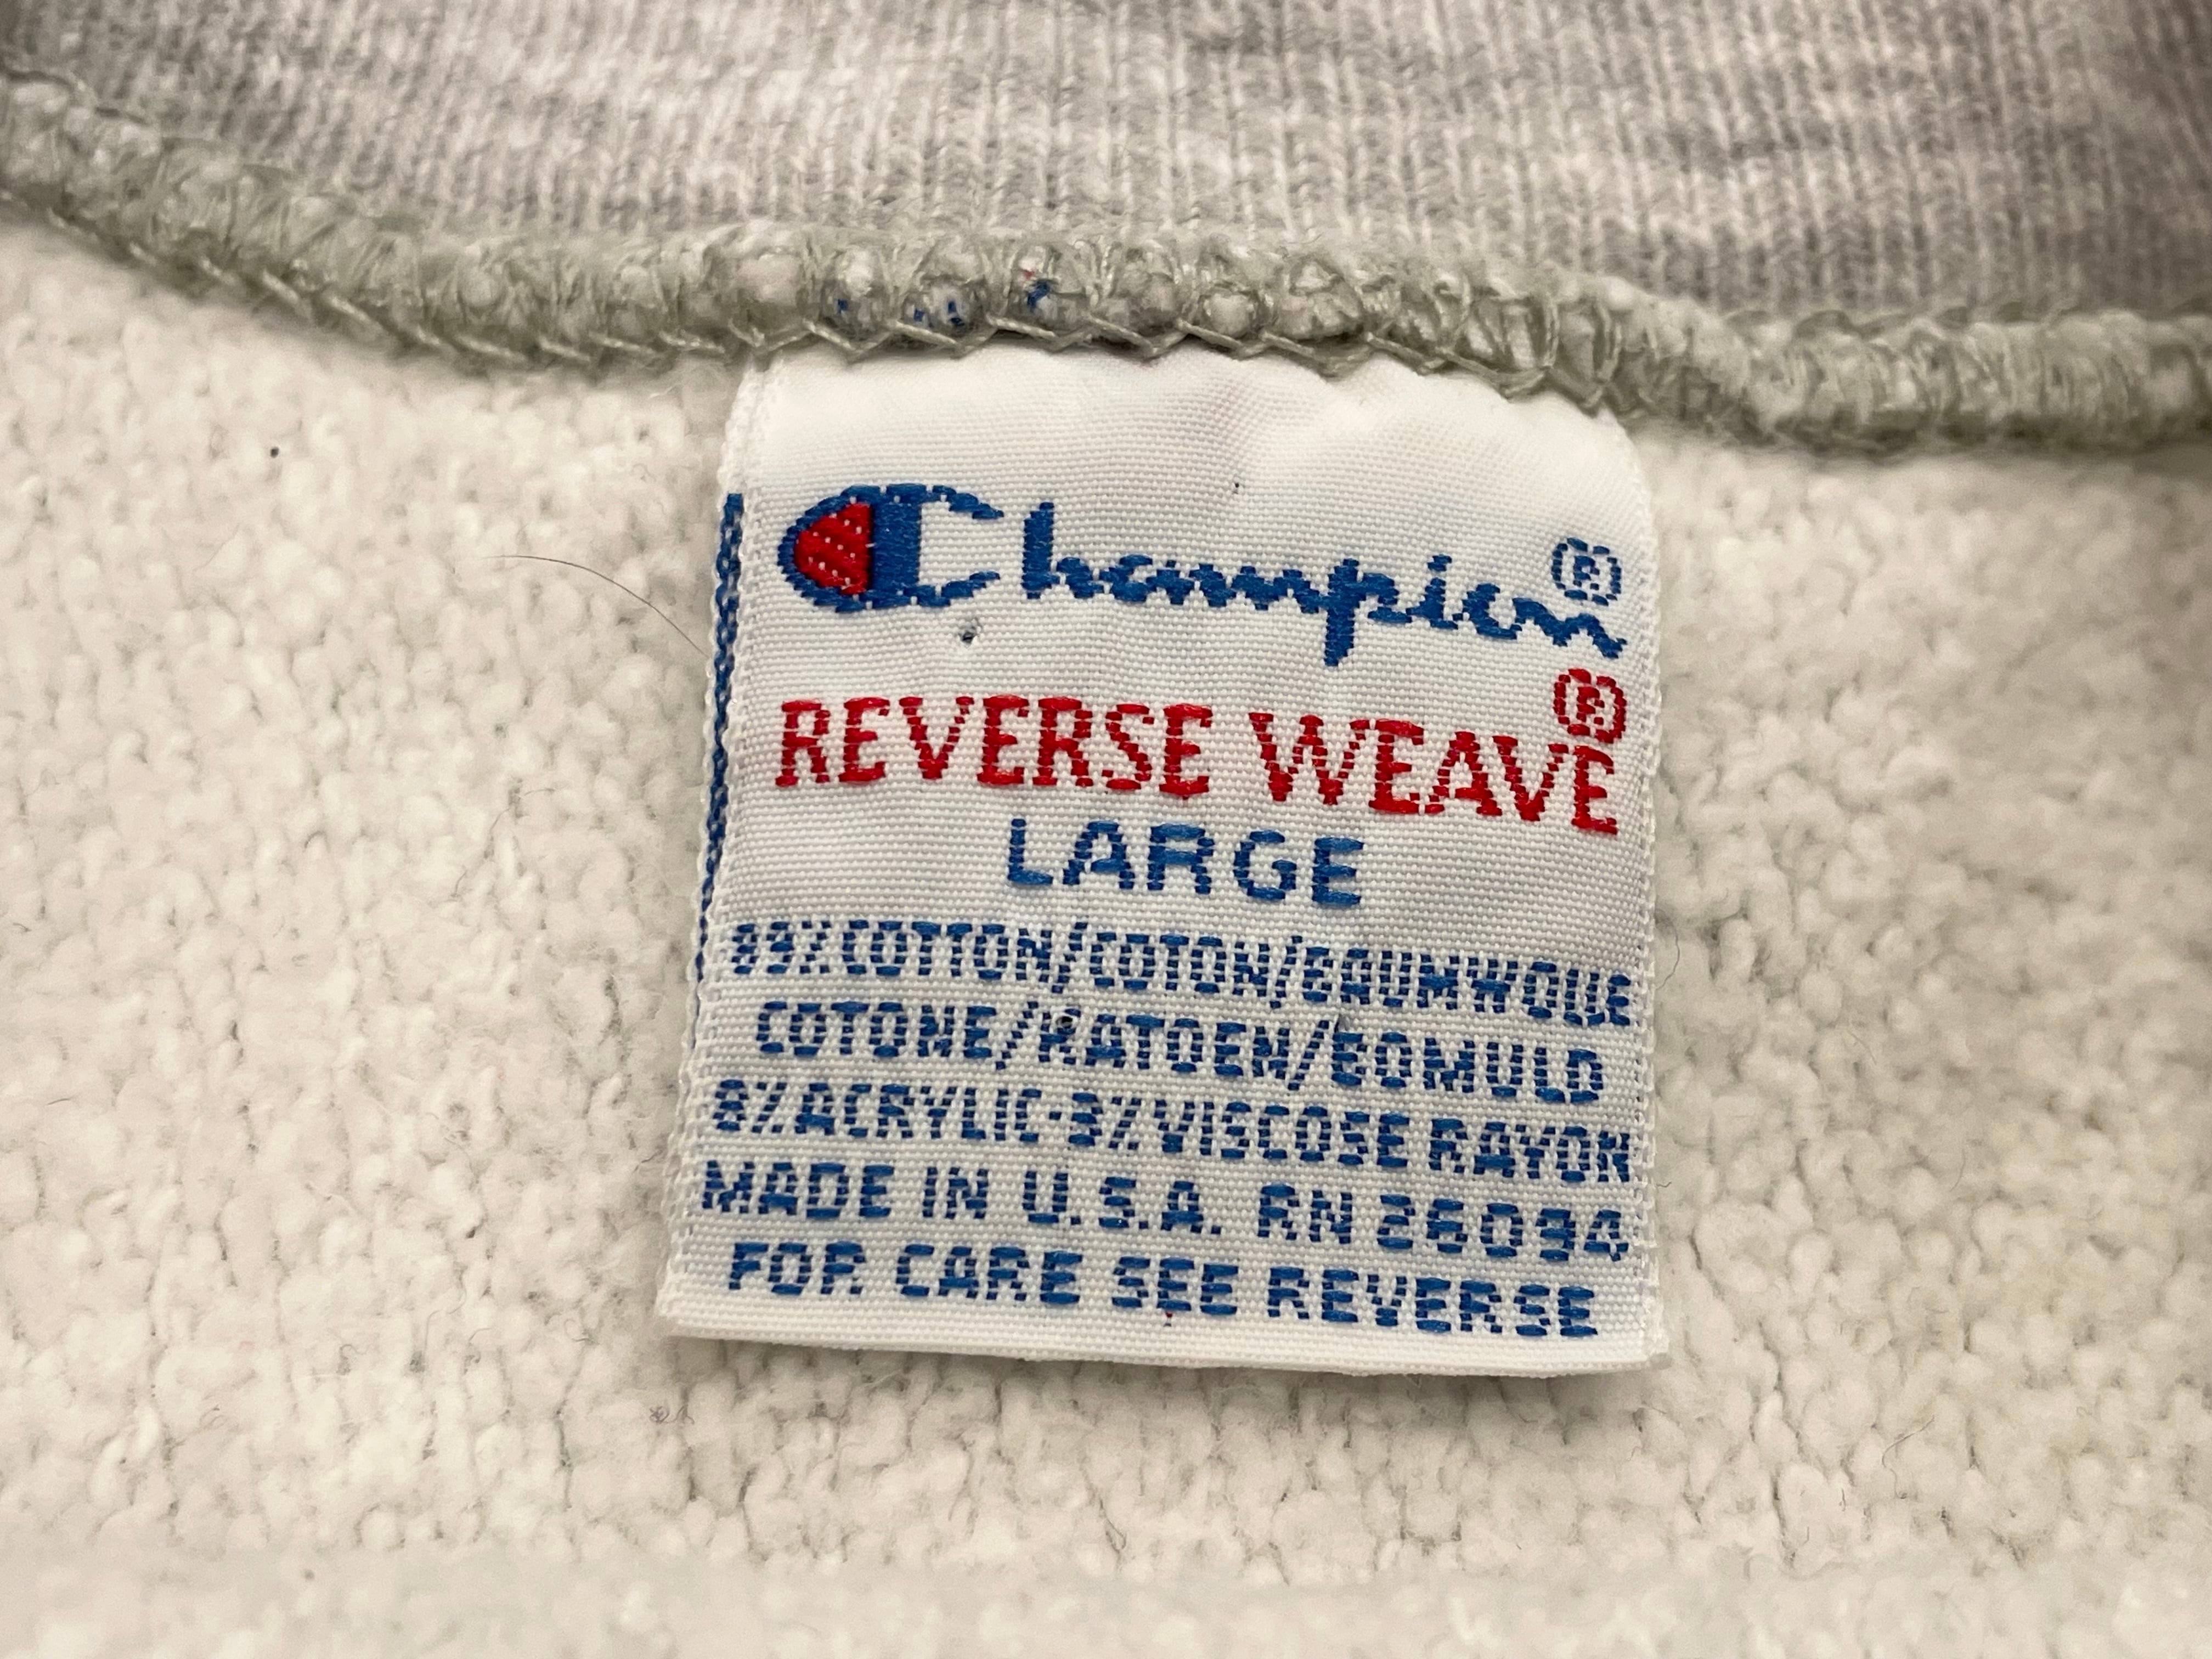 Champion®
REVERSE WEAVE®
LARGE
89% COTTON/COTON/BAUMWOLLE
COTONE/KATOEN/BOMULD
8% ACRYLIC·3% VISCOSE RAYON
MADE IN U.S.A. RN 26094
FOR CARE SEE REVERSE